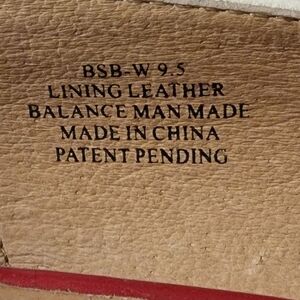 BSB-W 9.5
LINING LEATHER
BALANCE MAN MADE
MADE IN CHINA
PATENT PENDING